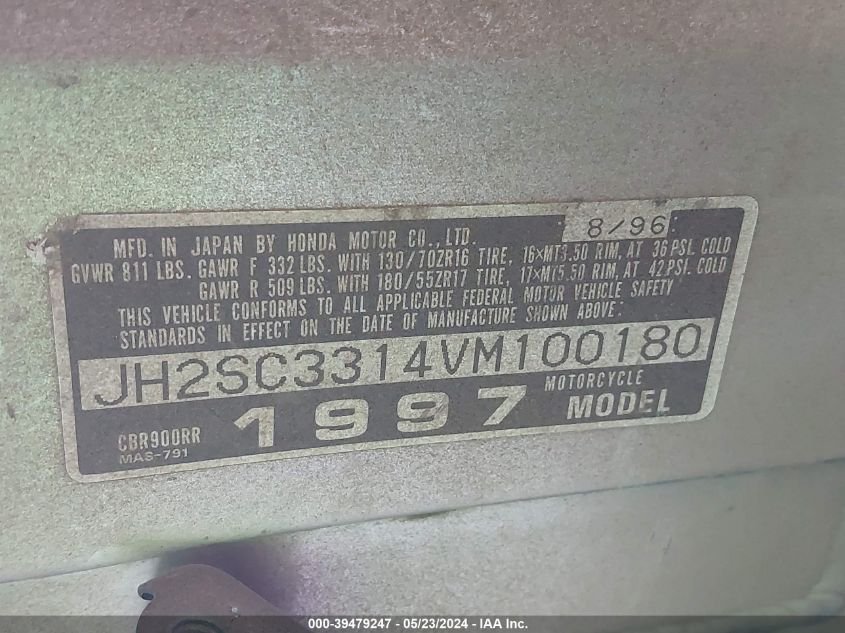 8/96
MFD. IN JAPAN BY HONDA MOTOR CO., LTD.
GVWR 811 LBS. GAWR F 332 LBS. WITH 130/70ZR16 TIRE, 16×MT3.50 RIM, AT 36 PSI. COLD
GAWR R 509 LBS. WITH 180/55ZR17 TIRE, 17×MT5.50 RIM, AT 42 PSI. COLD
THIS VEHICLE CONFORMS TO ALL APPLICABLE FEDERAL MOTOR VEHICLE SAFETY
STANDARDS IN EFFECT ON THE DATE OF MANUFACTURE SHOWN ABOVE.
JH2SC3314VM100180
CBR900RR 1997 MOTORCYCLE
MAS-791 MODEL
000-39479247 - 05/23/2024 - IAA Inc.